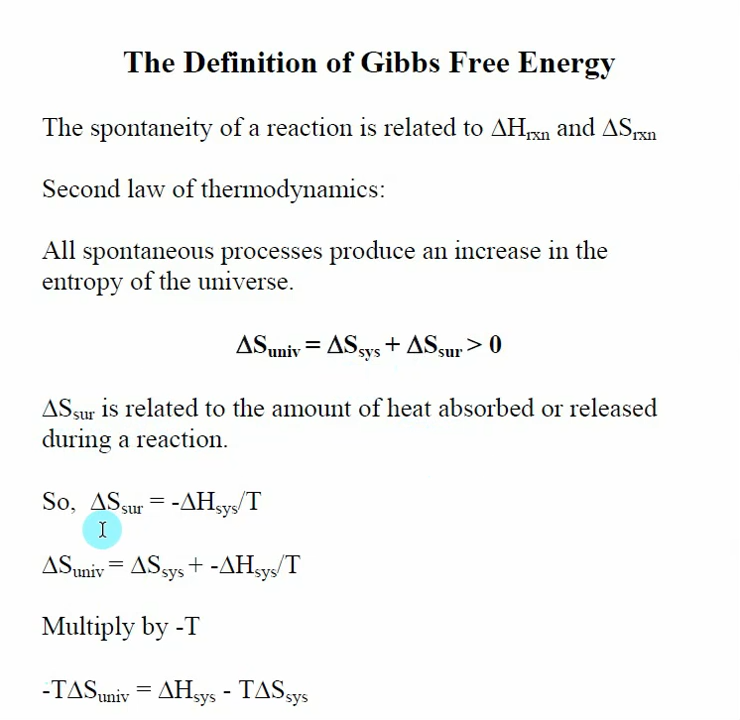 The Definition of Gibbs Free Energy
The spontaneity of a reaction is related to ΔHrxn and ΔSrxn
Second law of thermodynamics:
All spontaneous processes produce an increase in the
entropy of the universe.
ΔSuniv = ΔSsys + ΔSsur > 0
ΔSsur is related to the amount of heat absorbed or released
during a reaction.
So, ΔSsur = -ΔHsys/T
ΔSuniv = ΔSsys + -ΔHsys/T
Multiply by -T
-TΔSuniv = ΔHsys - TΔSsys